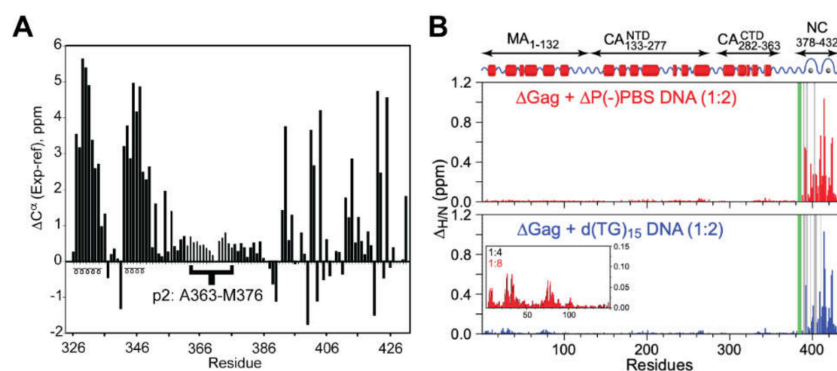 A
ΔCα (Exp-ref), ppm
6
5
4
3
2
1
0
-1
-2
p2: A363-M376
326 346 366 386 406 426
Residue
B
MA1-132 CANTD133-277 CACTD282-363 NC378-432
1.2
0.8
0.4
0.0
ΔGag + ΔP(-)PBS DNA (1:2)
ΔH/N (ppm)
1.2
0.8
0.4
0.0
ΔGag + d(TG)15 DNA (1:2)
1:4
1:8
0.15
0.10
0.05
0.00
50 100
100 200 300 400
Residues